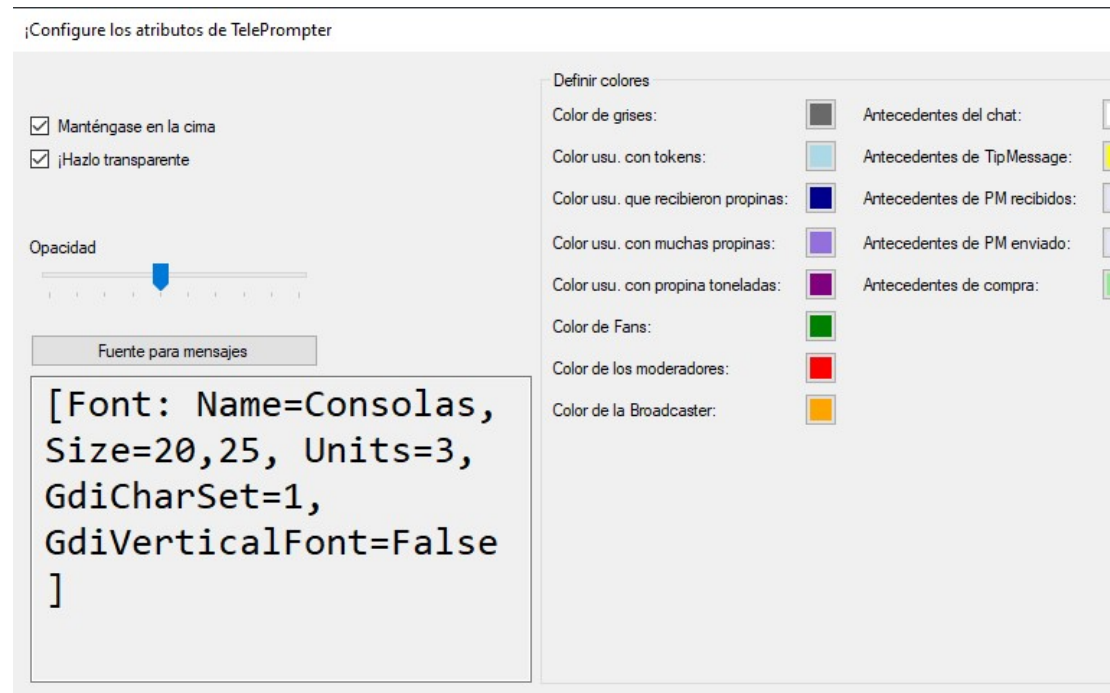 ¡Configure los atributos de TelePrompter
Manténgase en la cima
¡Hazlo transparente
Opacidad
Fuente para mensajes
[Font: Name=Consolas,
Size=20,25, Units=3,
GdiCharSet=1,
GdiVerticalFont=False
]
Definir colores
Color de grises:
Color usu. con tokens:
Color usu. que recibieron propinas:
Color usu. con muchas propinas:
Color usu. con propina toneladas:
Color de Fans:
Color de los moderadores:
Color de la Broadcaster:
Antecedentes del chat:
Antecedentes de TipMessage:
Antecedentes de PM recibidos:
Antecedentes de PM enviado:
Antecedentes de compra: